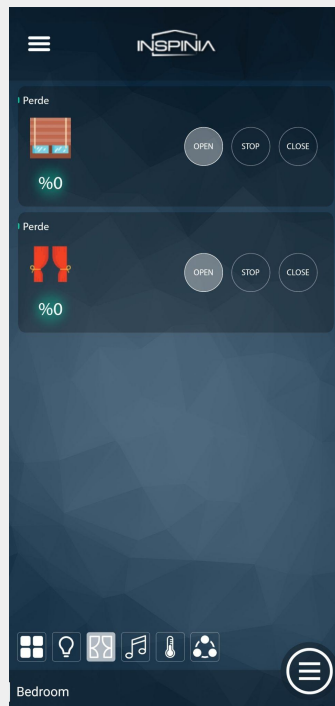 INSPINIA
Perde
OPEN STOP CLOSE
%0
Perde
OPEN STOP CLOSE
%0
Bedroom